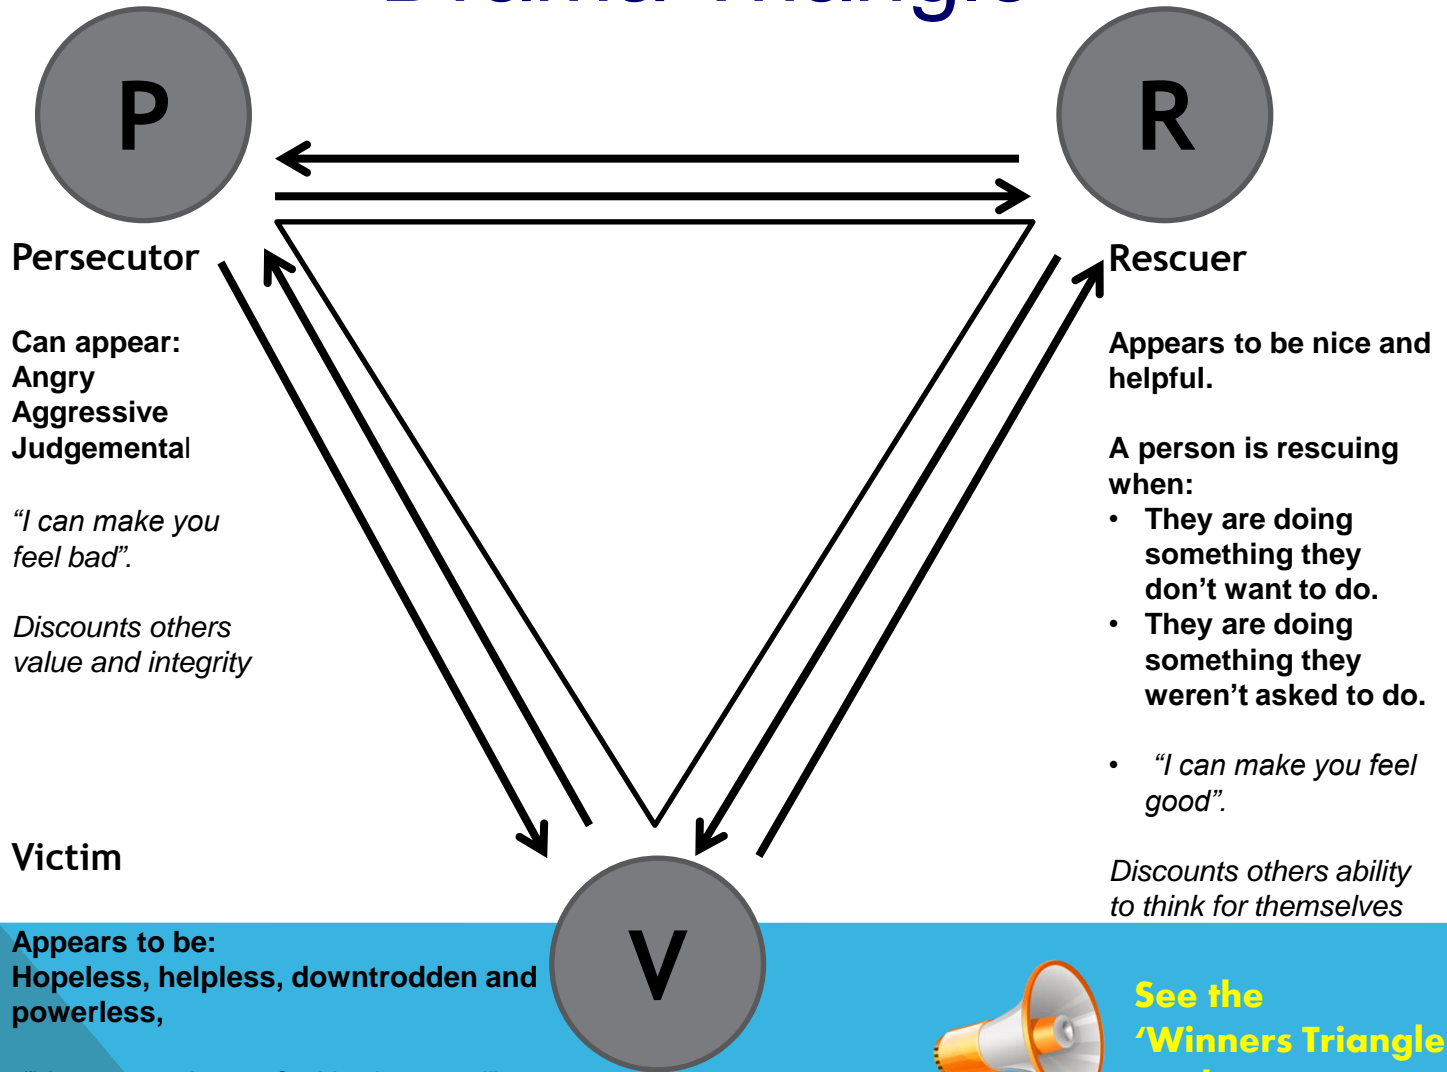 Drama Triangle
P
R
Persecutor
Can appear:
Angry
Aggressive
Judgemental
“I can make you
feel bad”.
Discounts others
value and integrity
Rescuer
Appears to be nice and
helpful.
A person is rescuing
when:
• They are doing
something they
don’t want to do.
• They are doing
something they
weren’t asked to do.
• “I can make you feel
good”.
Discounts others ability
to think for themselves
Victim
Appears to be:
Hopeless, helpless, downtrodden and
powerless,
V
See the
‘Winners Triangle